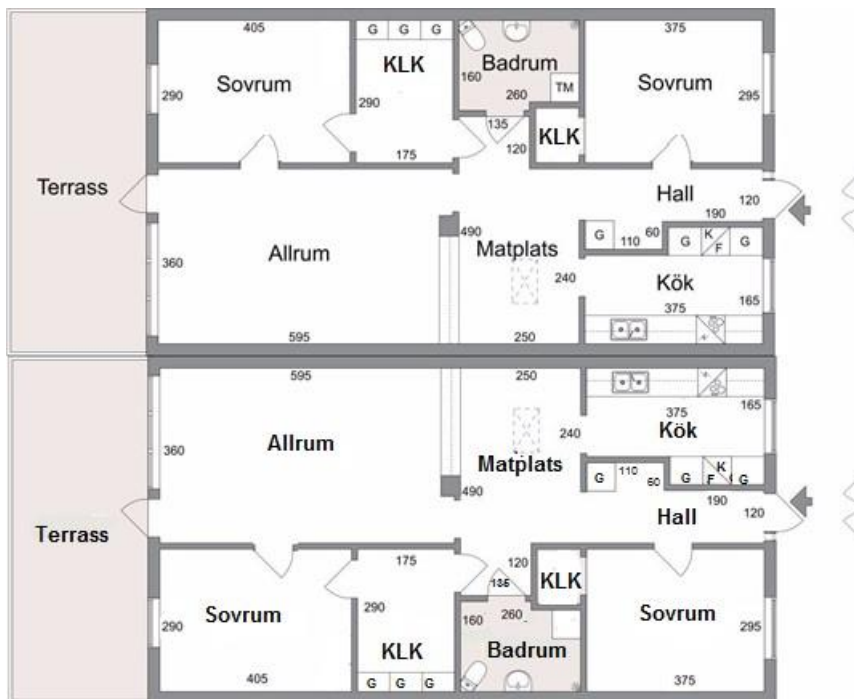 405
G G G
KLK
Badrum
375
290
Sovrum
290
160
260
TM
Sovrum
295
135
120
KLK
175
Terrass
Hall
120
190
490
G
110
60
G
K
F
G
360
Allrum
Matplats
240
Kök
375
165
595
250
595
250
375
165
360
Allrum
240
Kök
Matplats
490
G
110
60
G
K
F
G
190
Terrass
Hall
120
175
120
135
KLK
290
Sovrum
290
160
260
Sovrum
295
KLK
Badrum
405
G G G
375